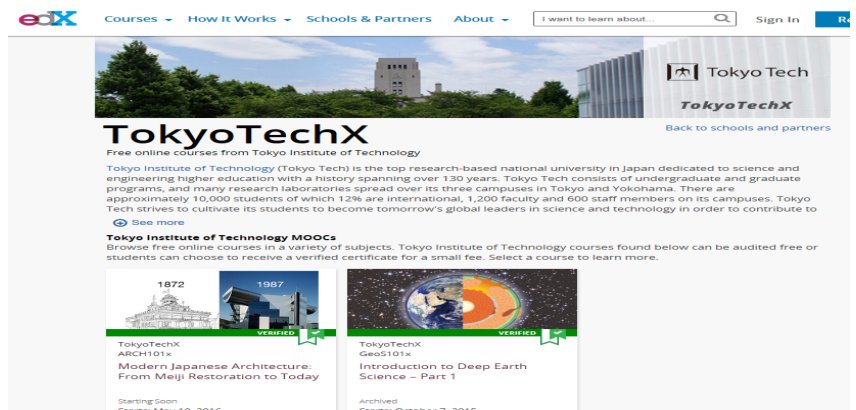 edX Courses How It Works Schools & Partners About I want to learn about... Sign In
Tokyo Tech
TokyoTechX
TokyoTechX
Back to schools and partners
Free online courses from Tokyo Institute of Technology
Tokyo Institute of Technology (Tokyo Tech) is the top research-based national university in Japan dedicated to science and
engineering higher education with a history spanning over 130 years. Tokyo Tech consists of undergraduate and graduate
programs, and many research laboratories spread over its three campuses in Tokyo and Yokohama. There are
approximately 10,000 students of which 12% are international, 1,200 faculty and 600 staff members on its campuses. Tokyo
Tech strives to cultivate its students to become tomorrow's global leaders in science and technology in order to contribute to
See more
Tokyo Institute of Technology MOOCs
Browse free online courses in a variety of subjects. Tokyo Institute of Technology courses found below can be audited free or
students can choose to receive a verified certificate for a small fee. Select a course to learn more.
1872 1987
VERIFIED
TokyoTechX
ARCH101x
Modern Japanese Architecture:
From Meiji Restoration to Today
Starting Soon
VERIFIED
TokyoTechX
GeoS101x
Introduction to Deep Earth
Science – Part 1
Archived